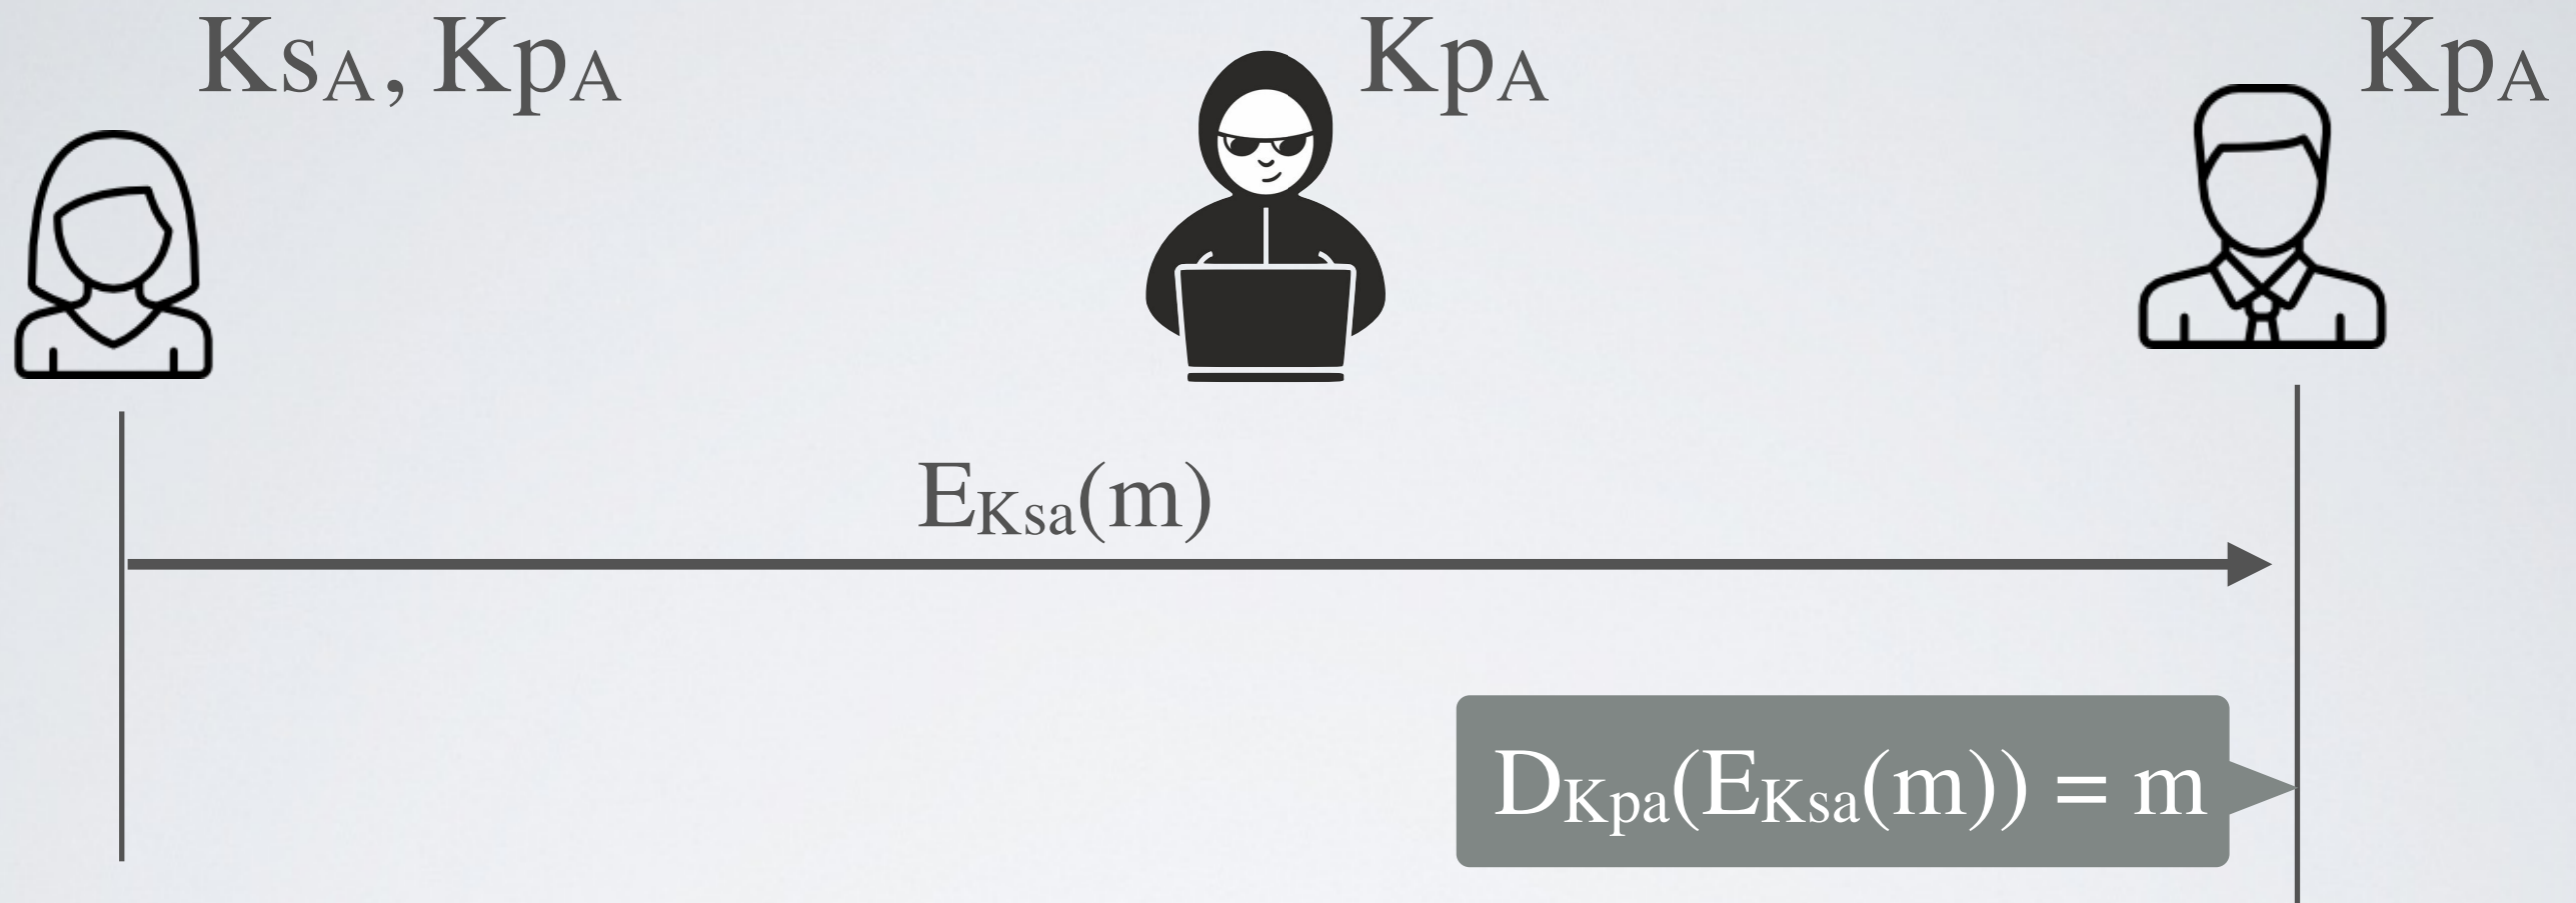 KsA, KpA
KpA
KpA
EKsa(m)
DKpa(EKsa(m)) = m